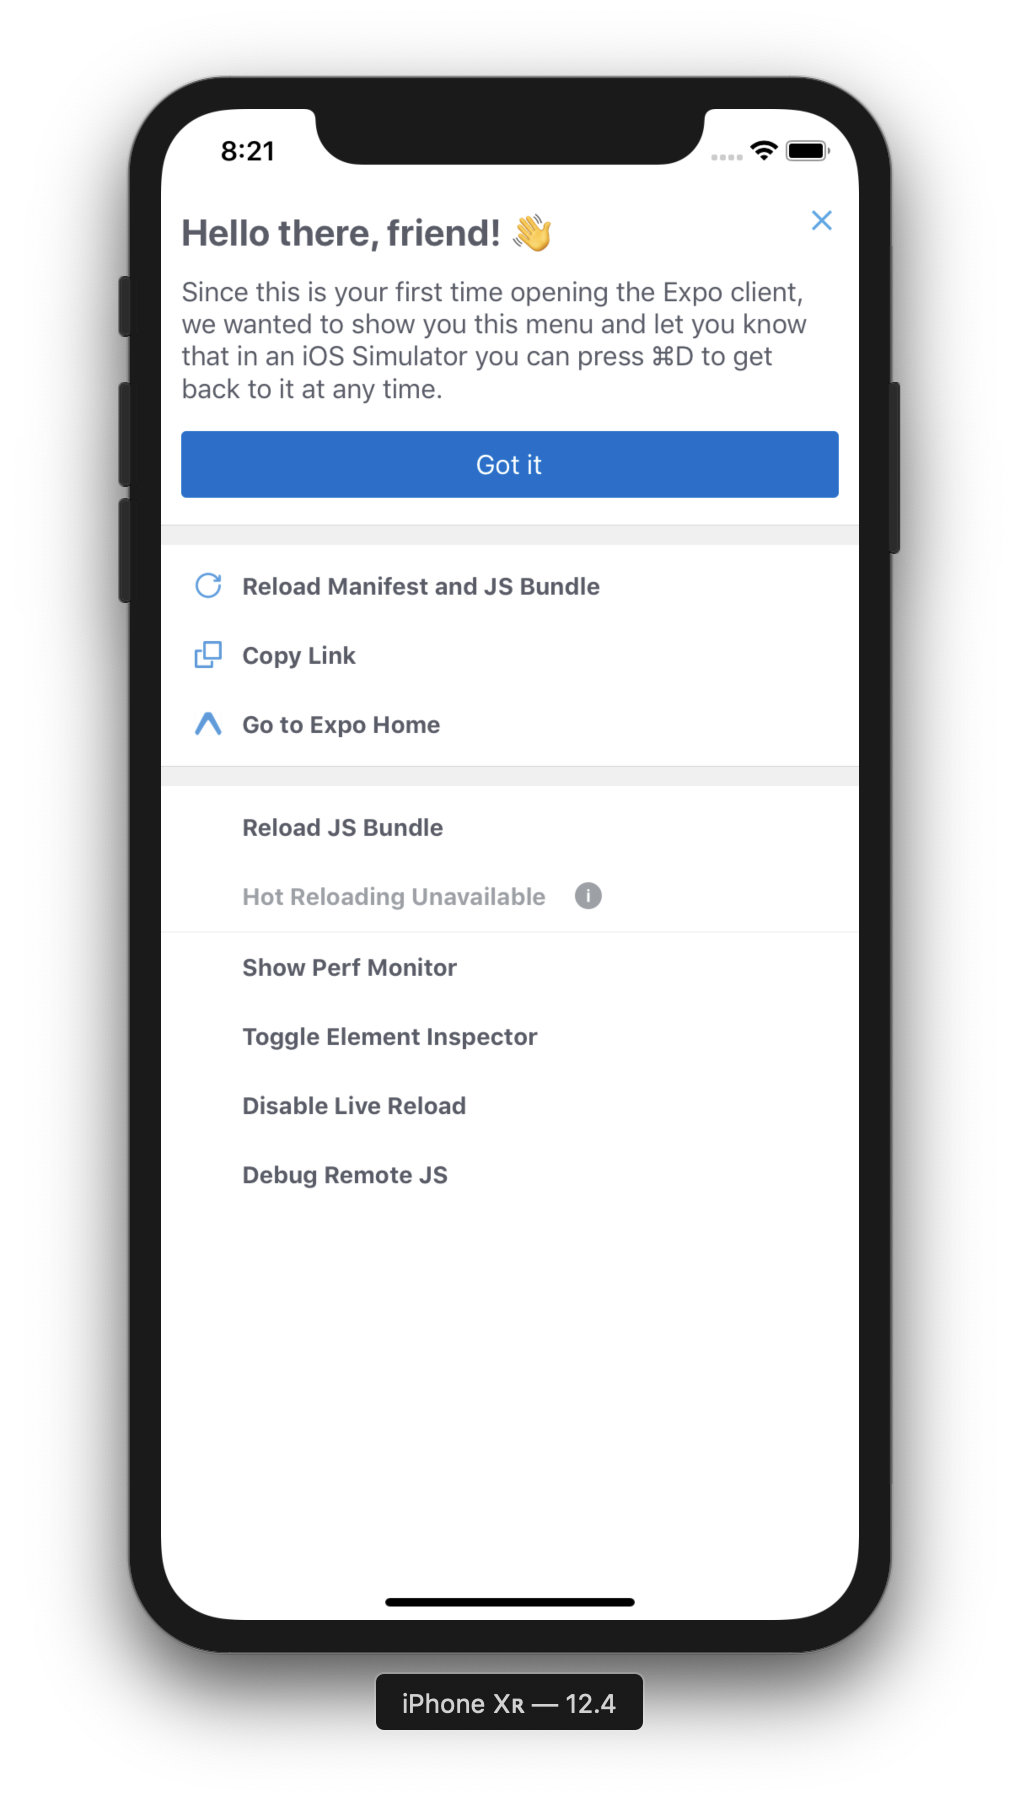 8:21
Hello there, friend! 👋
Since this is your first time opening the Expo client,
we wanted to show you this menu and let you know
that in an iOS Simulator you can press ⌘D to get
back to it at any time.
Got it
Reload Manifest and JS Bundle
Copy Link
Go to Expo Home
Reload JS Bundle
Hot Reloading Unavailable
Show Perf Monitor
Toggle Element Inspector
Disable Live Reload
Debug Remote JS
iPhone Xʀ — 12.4